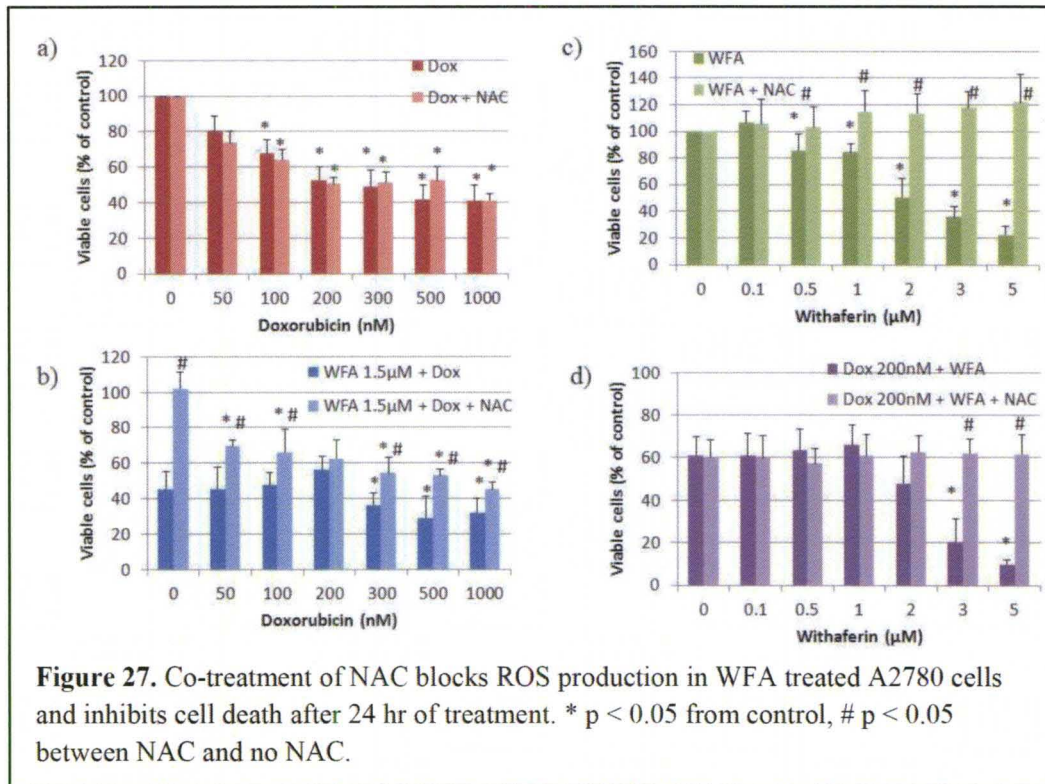 a)
120
100
80
60
40
20
0
Viable cells (% of control)
Dox
Dox + NAC
* * * * * * * * * *
0 50 100 200 300 500 1000
Doxorubicin (nM)
b)
120
100
80
60
40
20
0
Viable cells (% of control)
WFA 1.5µM + Dox
WFA 1.5µM + Dox + NAC
# * # * # * * # * * # * * #
0 50 100 200 300 500 1000
Doxorubicin (nM)
c)
160
140
120
100
80
60
40
20
0
Viable cells (% of control)
WFA
WFA + NAC
* # * # * # * # * #
0 0.1 0.5 1 2 3 5
Withaferin (µM)
d)
100
80
60
40
20
0
Viable cells (% of control)
Dox 200nM + WFA
Dox 200nM + WFA + NAC
* # * #
0 0.1 0.5 1 2 3 5
Withaferin (µM)
Figure 27. Co-treatment of NAC blocks ROS production in WFA treated A2780 cells
and inhibits cell death after 24 hr of treatment. * p < 0.05 from control, # p < 0.05
between NAC and no NAC.